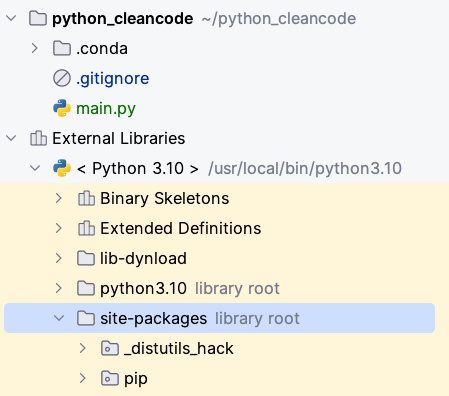 python_cleancode ~/python_cleancode
.conda
.gitignore
main.py
External Libraries
< Python 3.10 > /usr/local/bin/python3.10
Binary Skeletons
Extended Definitions
lib-dynload
python3.10 library root
site-packages library root
_distutils_hack
pip